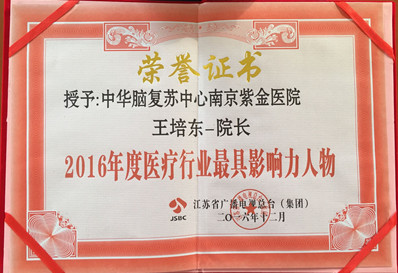 荣誉证书
授予:中华脑复苏中心南京紫金医院
王培东-院长
2016年度医疗行业最具影响力人物
JSBC
江苏省广播电视总台（集团）
二〇一六年十二月